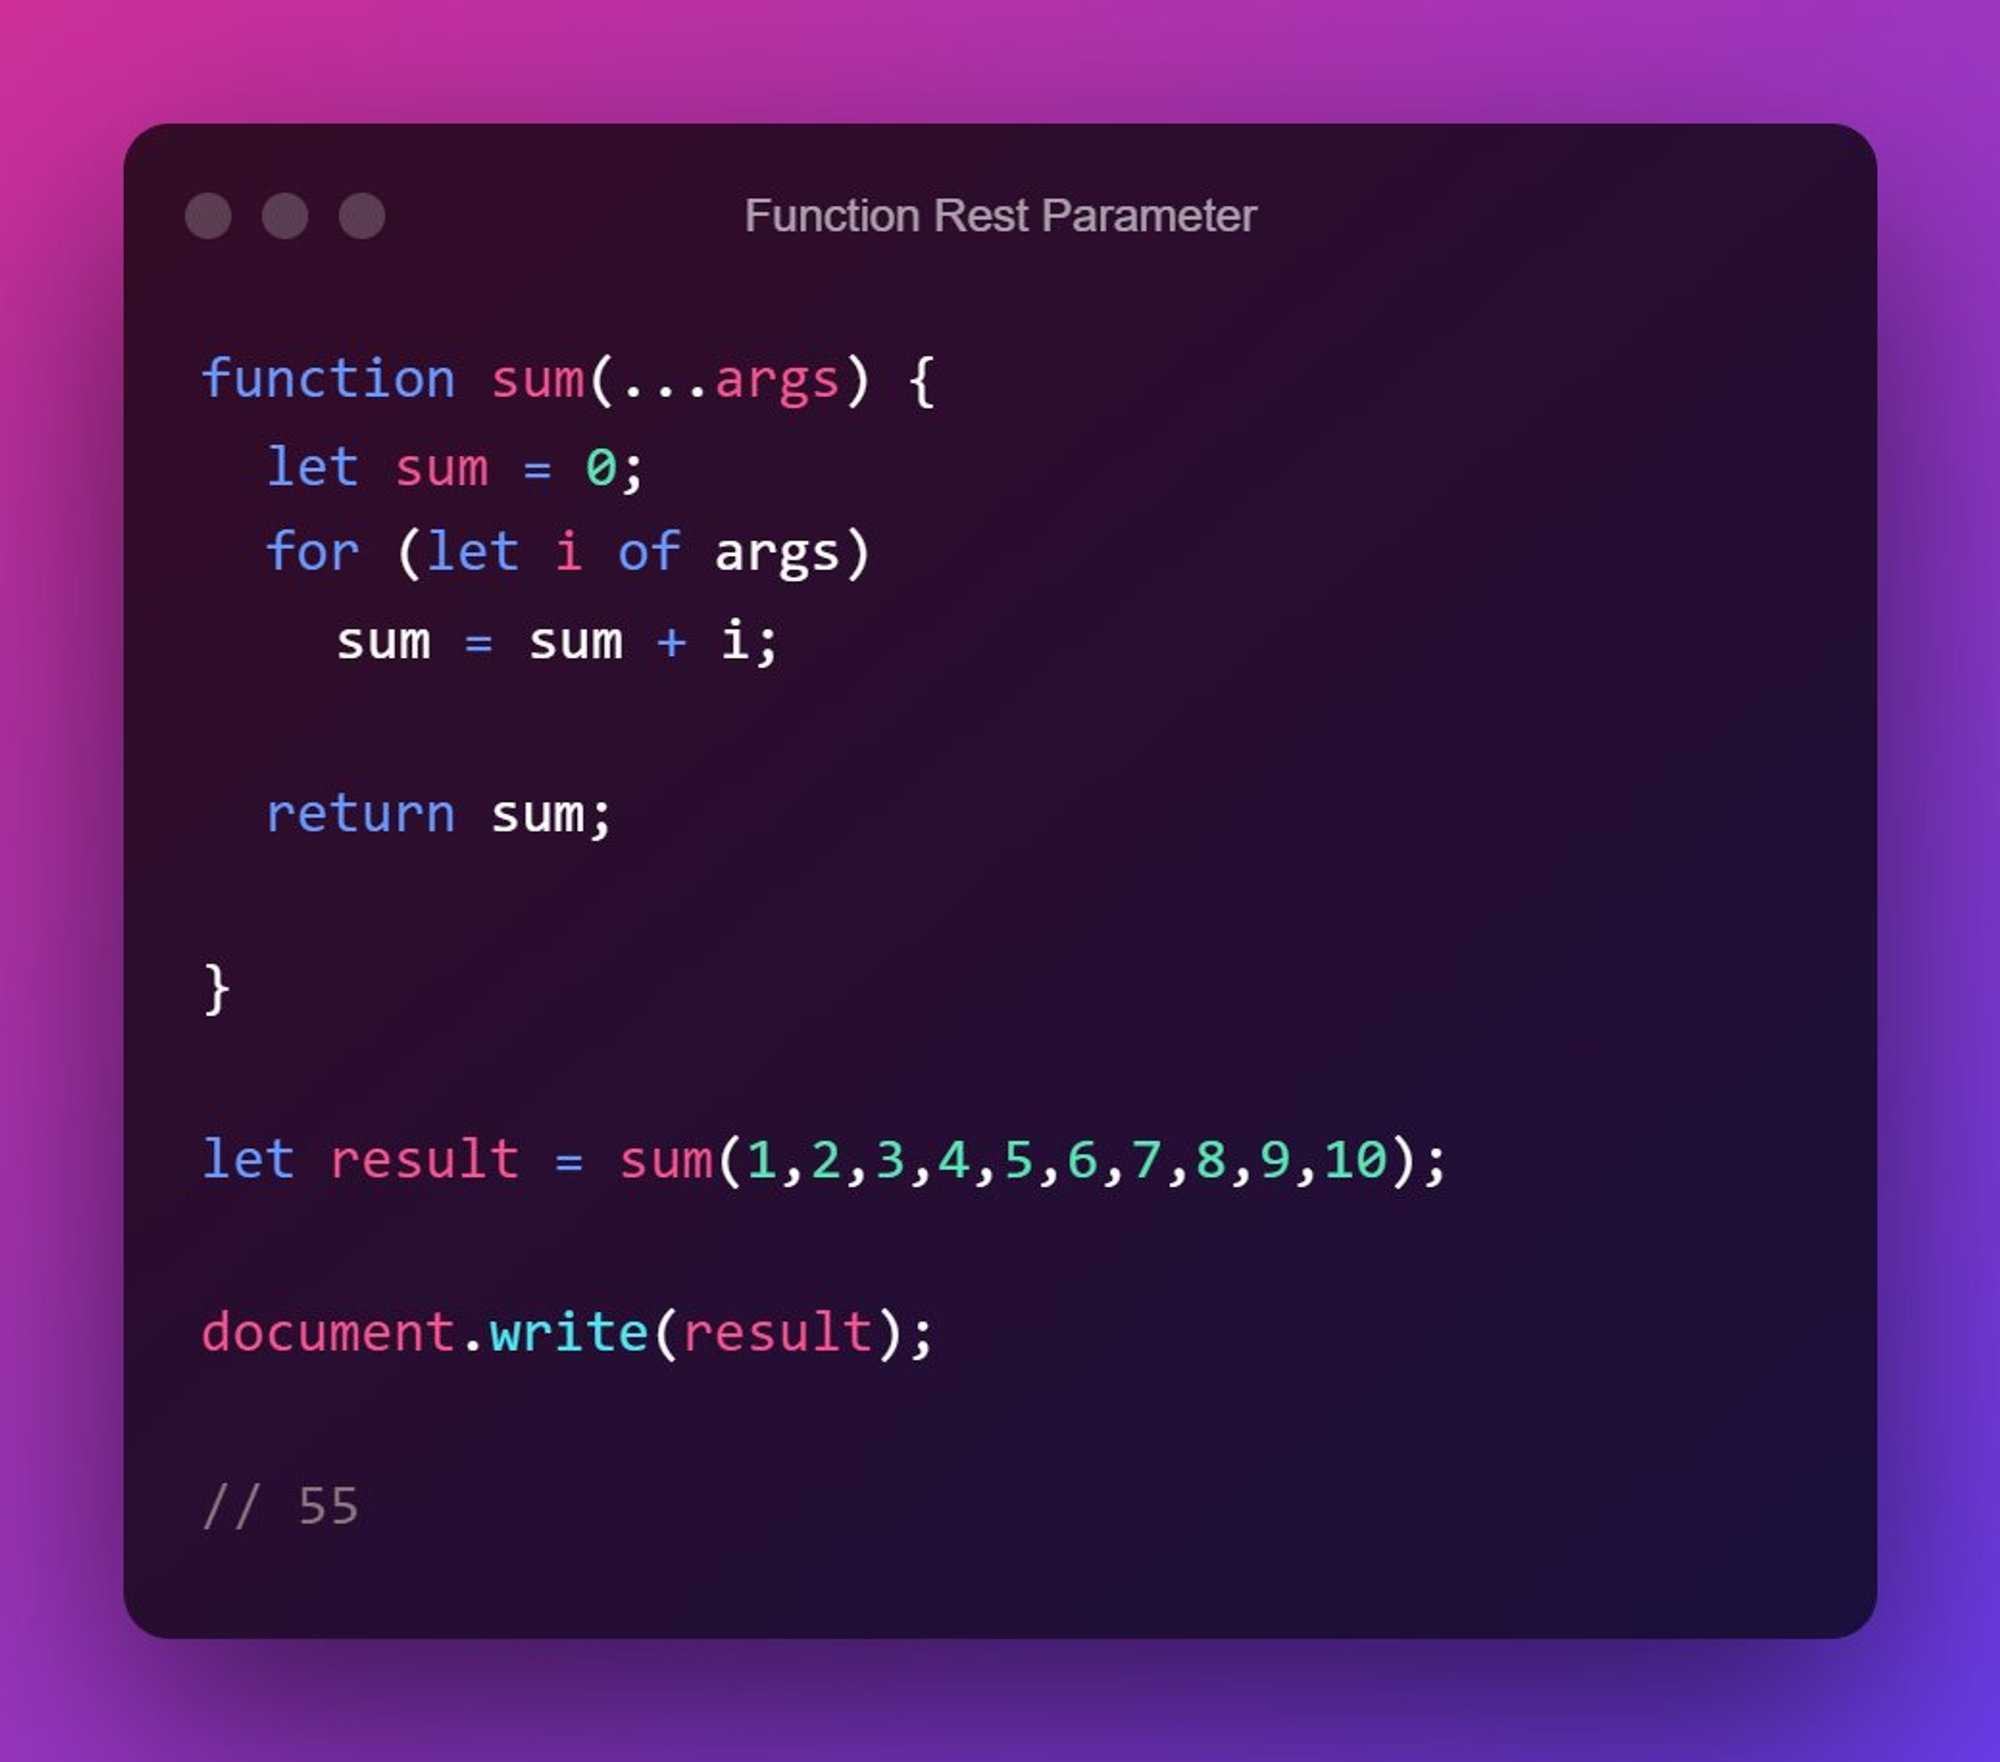 Function Rest Parameter
function sum(...args) {
  let sum = 0;
  for (let i of args)
    sum = sum + i;
  return sum;
}
let result = sum(1,2,3,4,5,6,7,8,9,10);
document.write(result);
// 55